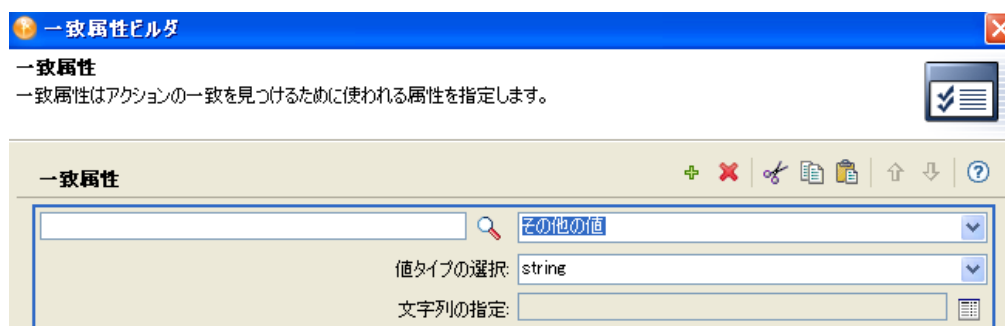 一致属性ビルダ
一致属性
一致属性はアクションの一致を見つけるために使われる属性を指定します。
一致属性
その他の値
値タイプの選択: string
文字列の指定: